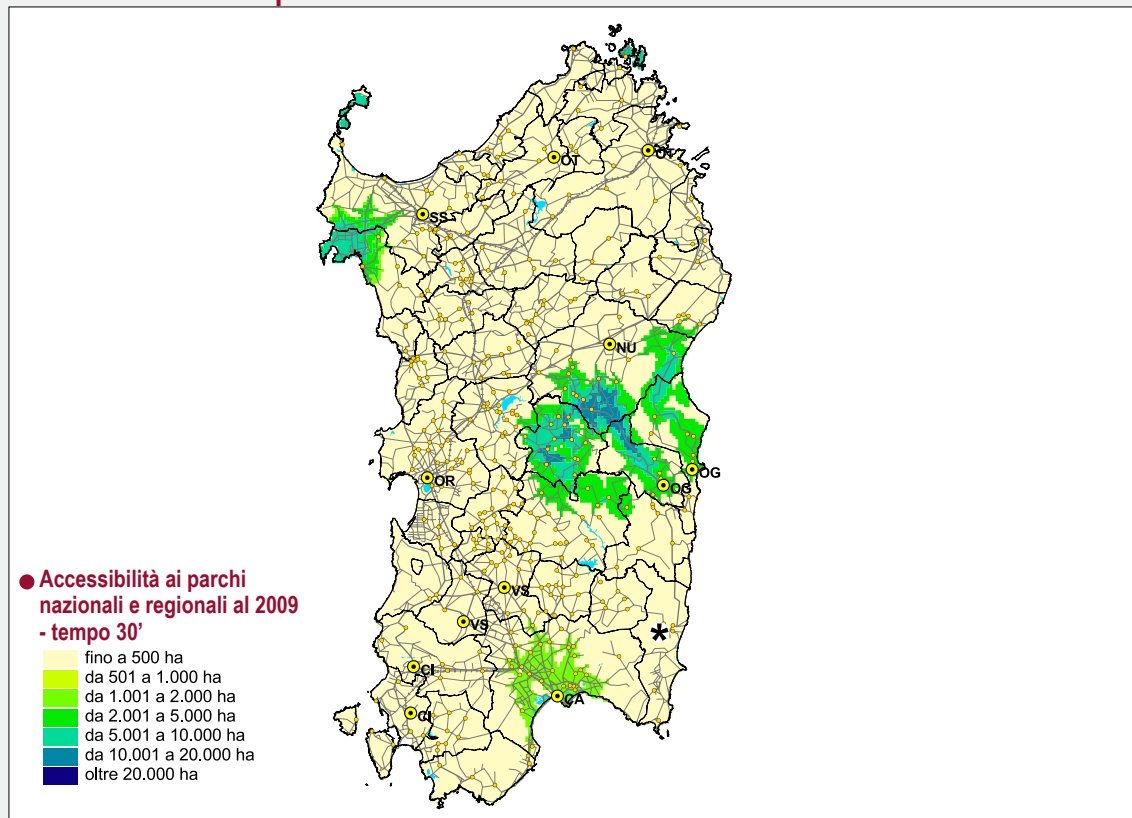 OT
OT
SS
NU
OR
OG
OG
VS
VS
CI
CI
CA
*
Accessibilità ai parchi
nazionali e regionali al 2009
- tempo 30’
fino a 500 ha
da 501 a 1.000 ha
da 1.001 a 2.000 ha
da 2.001 a 5.000 ha
da 5.001 a 10.000 ha
da 10.001 a 20.000 ha
oltre 20.000 ha